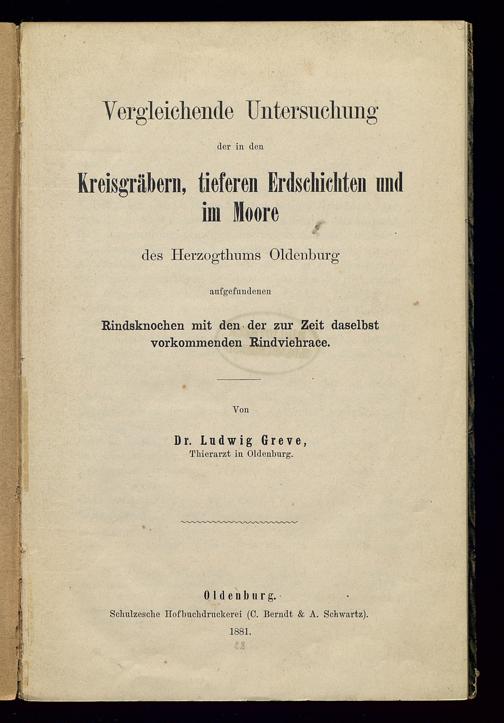 Vergleichende Untersuchung
der in den
Kreisgräbern, tieferen Erdschichten und
im Moore
des Herzogthums Oldenburg
aufgefundenen
Rindsknochen mit den der zur Zeit daselbst
vorkommenden Rindviehrace.
Von
Dr. Ludwig Greve,
Thierarzt in Oldenburg.
Oldenburg.
Schulzesche Hofbuchdruckerei (C. Berndt & A. Schwartz).
1881.